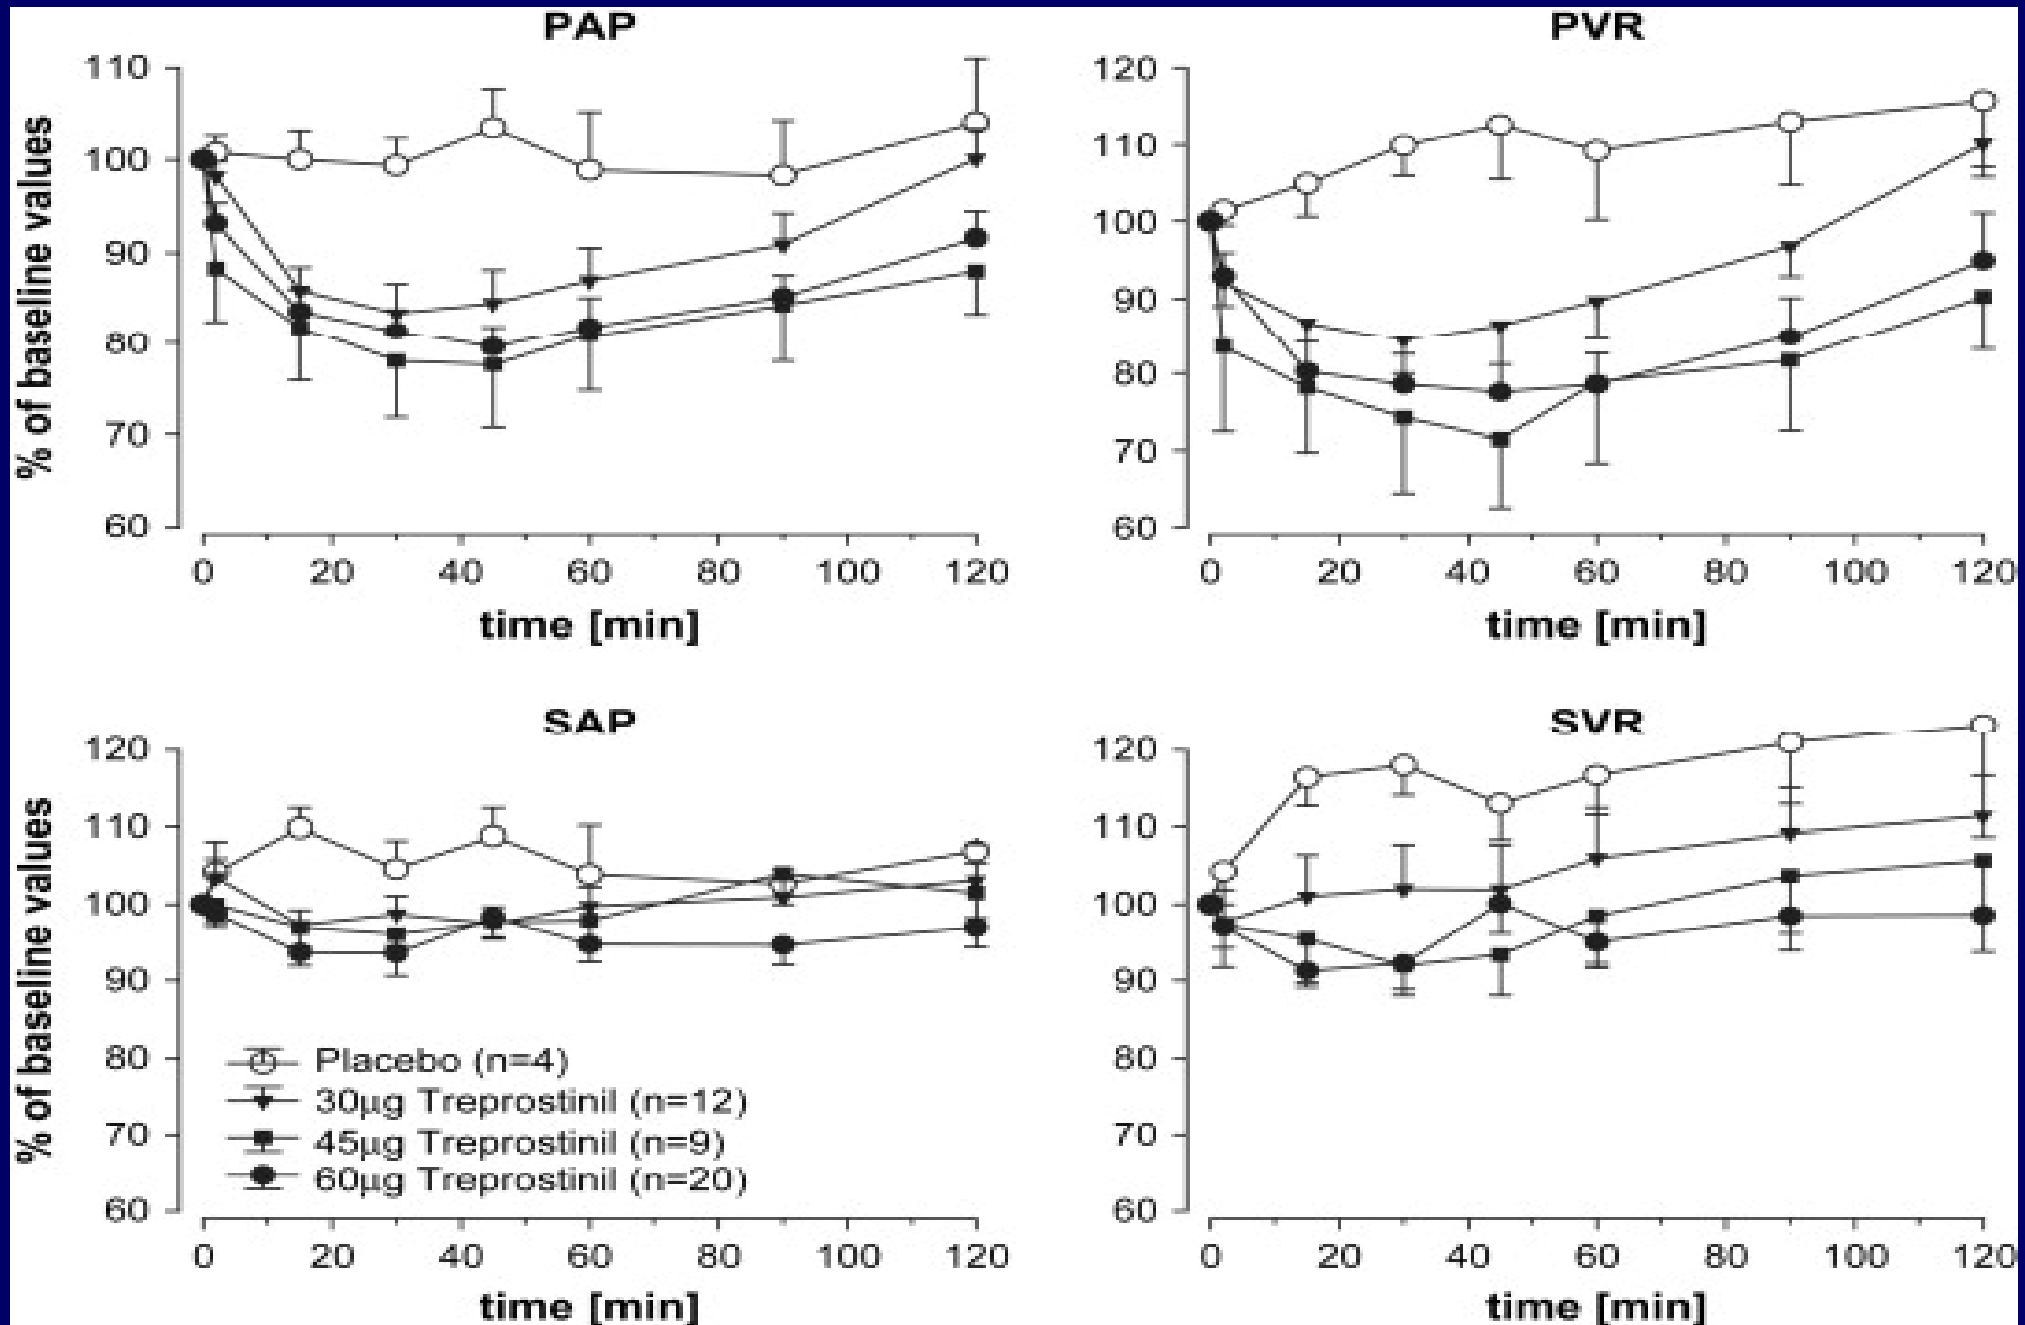 PAP
110
100
90
80
70
60
% of baseline values
0 20 40 60 80 100 120
time [min]
PVR
120
110
100
90
80
70
60
0 20 40 60 80 100 120
time [min]
SAP
120
110
100
90
80
70
60
% of baseline values
Placebo (n=4)
30µg Treprostinil (n=12)
45µg Treprostinil (n=9)
60µg Treprostinil (n=20)
0 20 40 60 80 100 120
time [min]
SVR
120
110
100
90
80
70
60
0 20 40 60 80 100 120
time [min]